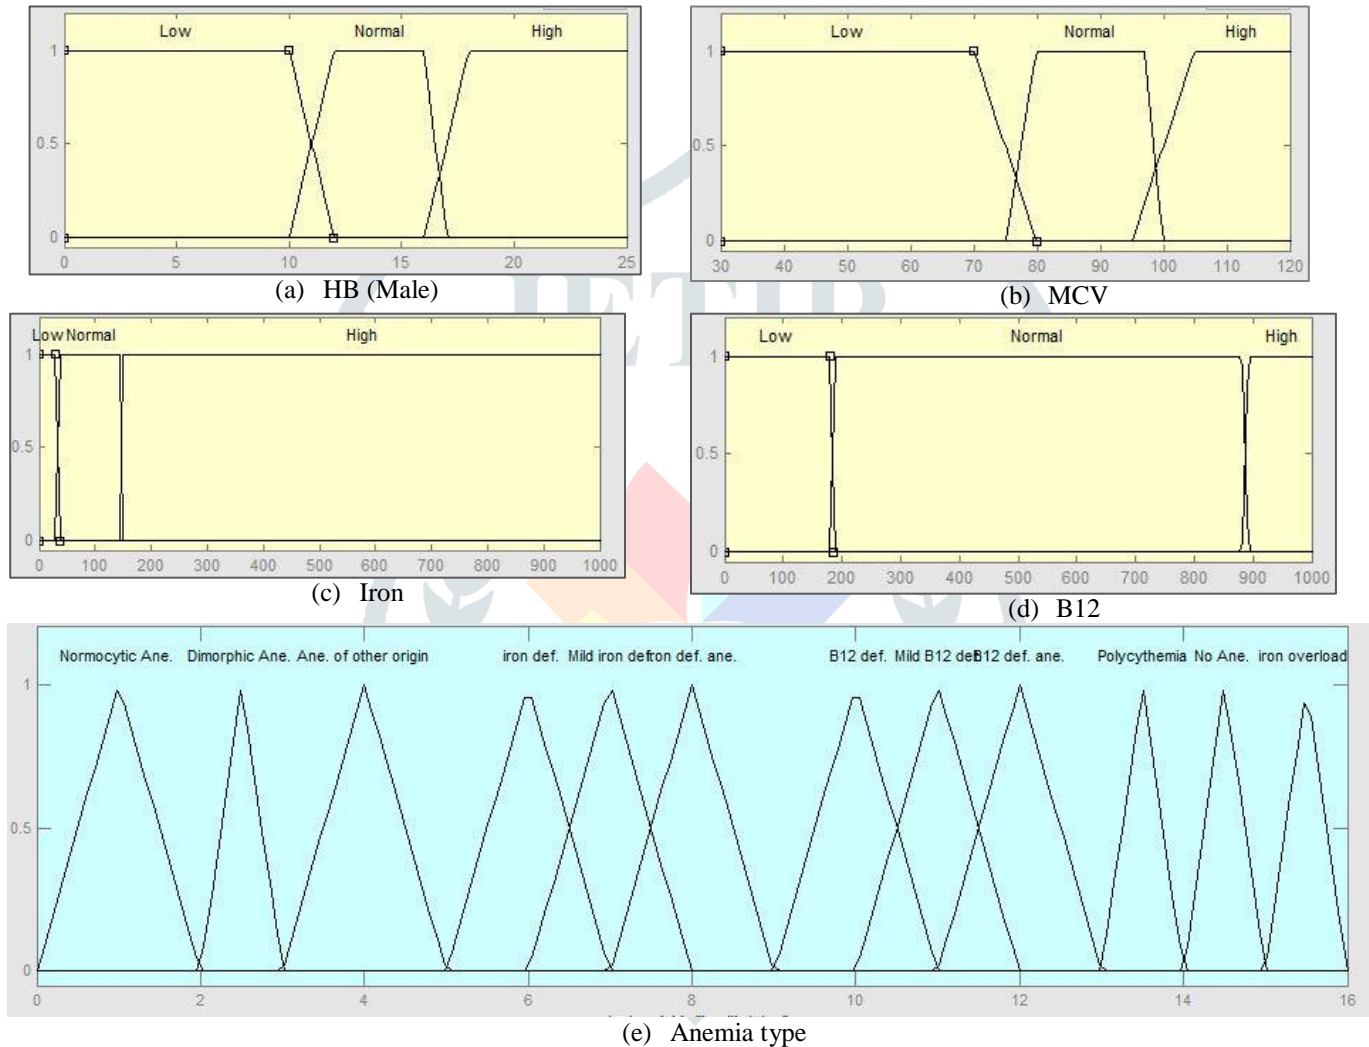 Low Normal High
1
0.5
0
0 5 10 15 20 25
(a) HB (Male)
Low Normal High
1
0.5
0
30 40 50 60 70 80 90 100 110 120
(b) MCV
JETIR
Low Normal High
1
0.5
0
0 100 200 300 400 500 600 700 800 900 1000
(c) Iron
Low Normal High
1
0.5
0
0 100 200 300 400 500 600 700 800 900 1000
(d) B12
Normocytic Ane. Dimorphic Ane. Ane. of other origin iron def. Mild iron def. iron def. ane. B12 def. Mild B12 def. B12 def. ane. Polycythemia No Ane. iron overload
1
0.5
0
0 2 4 6 8 10 12 14 16
(e) Anemia type